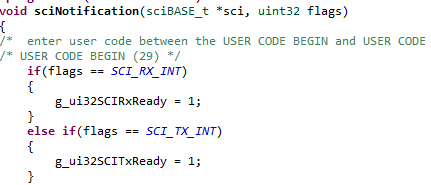 void sciNotification(sciBASE_t *sci, uint32 flags)
{
/*  enter user code between the USER CODE BEGIN and USER CODE
/* USER CODE BEGIN (29) */
    if(flags == SCI_RX_INT)
    {
        g_ui32SCIRxReady = 1;
    }
    else if(flags == SCI_TX_INT)
    {
        g_ui32SCITxReady = 1;
    }